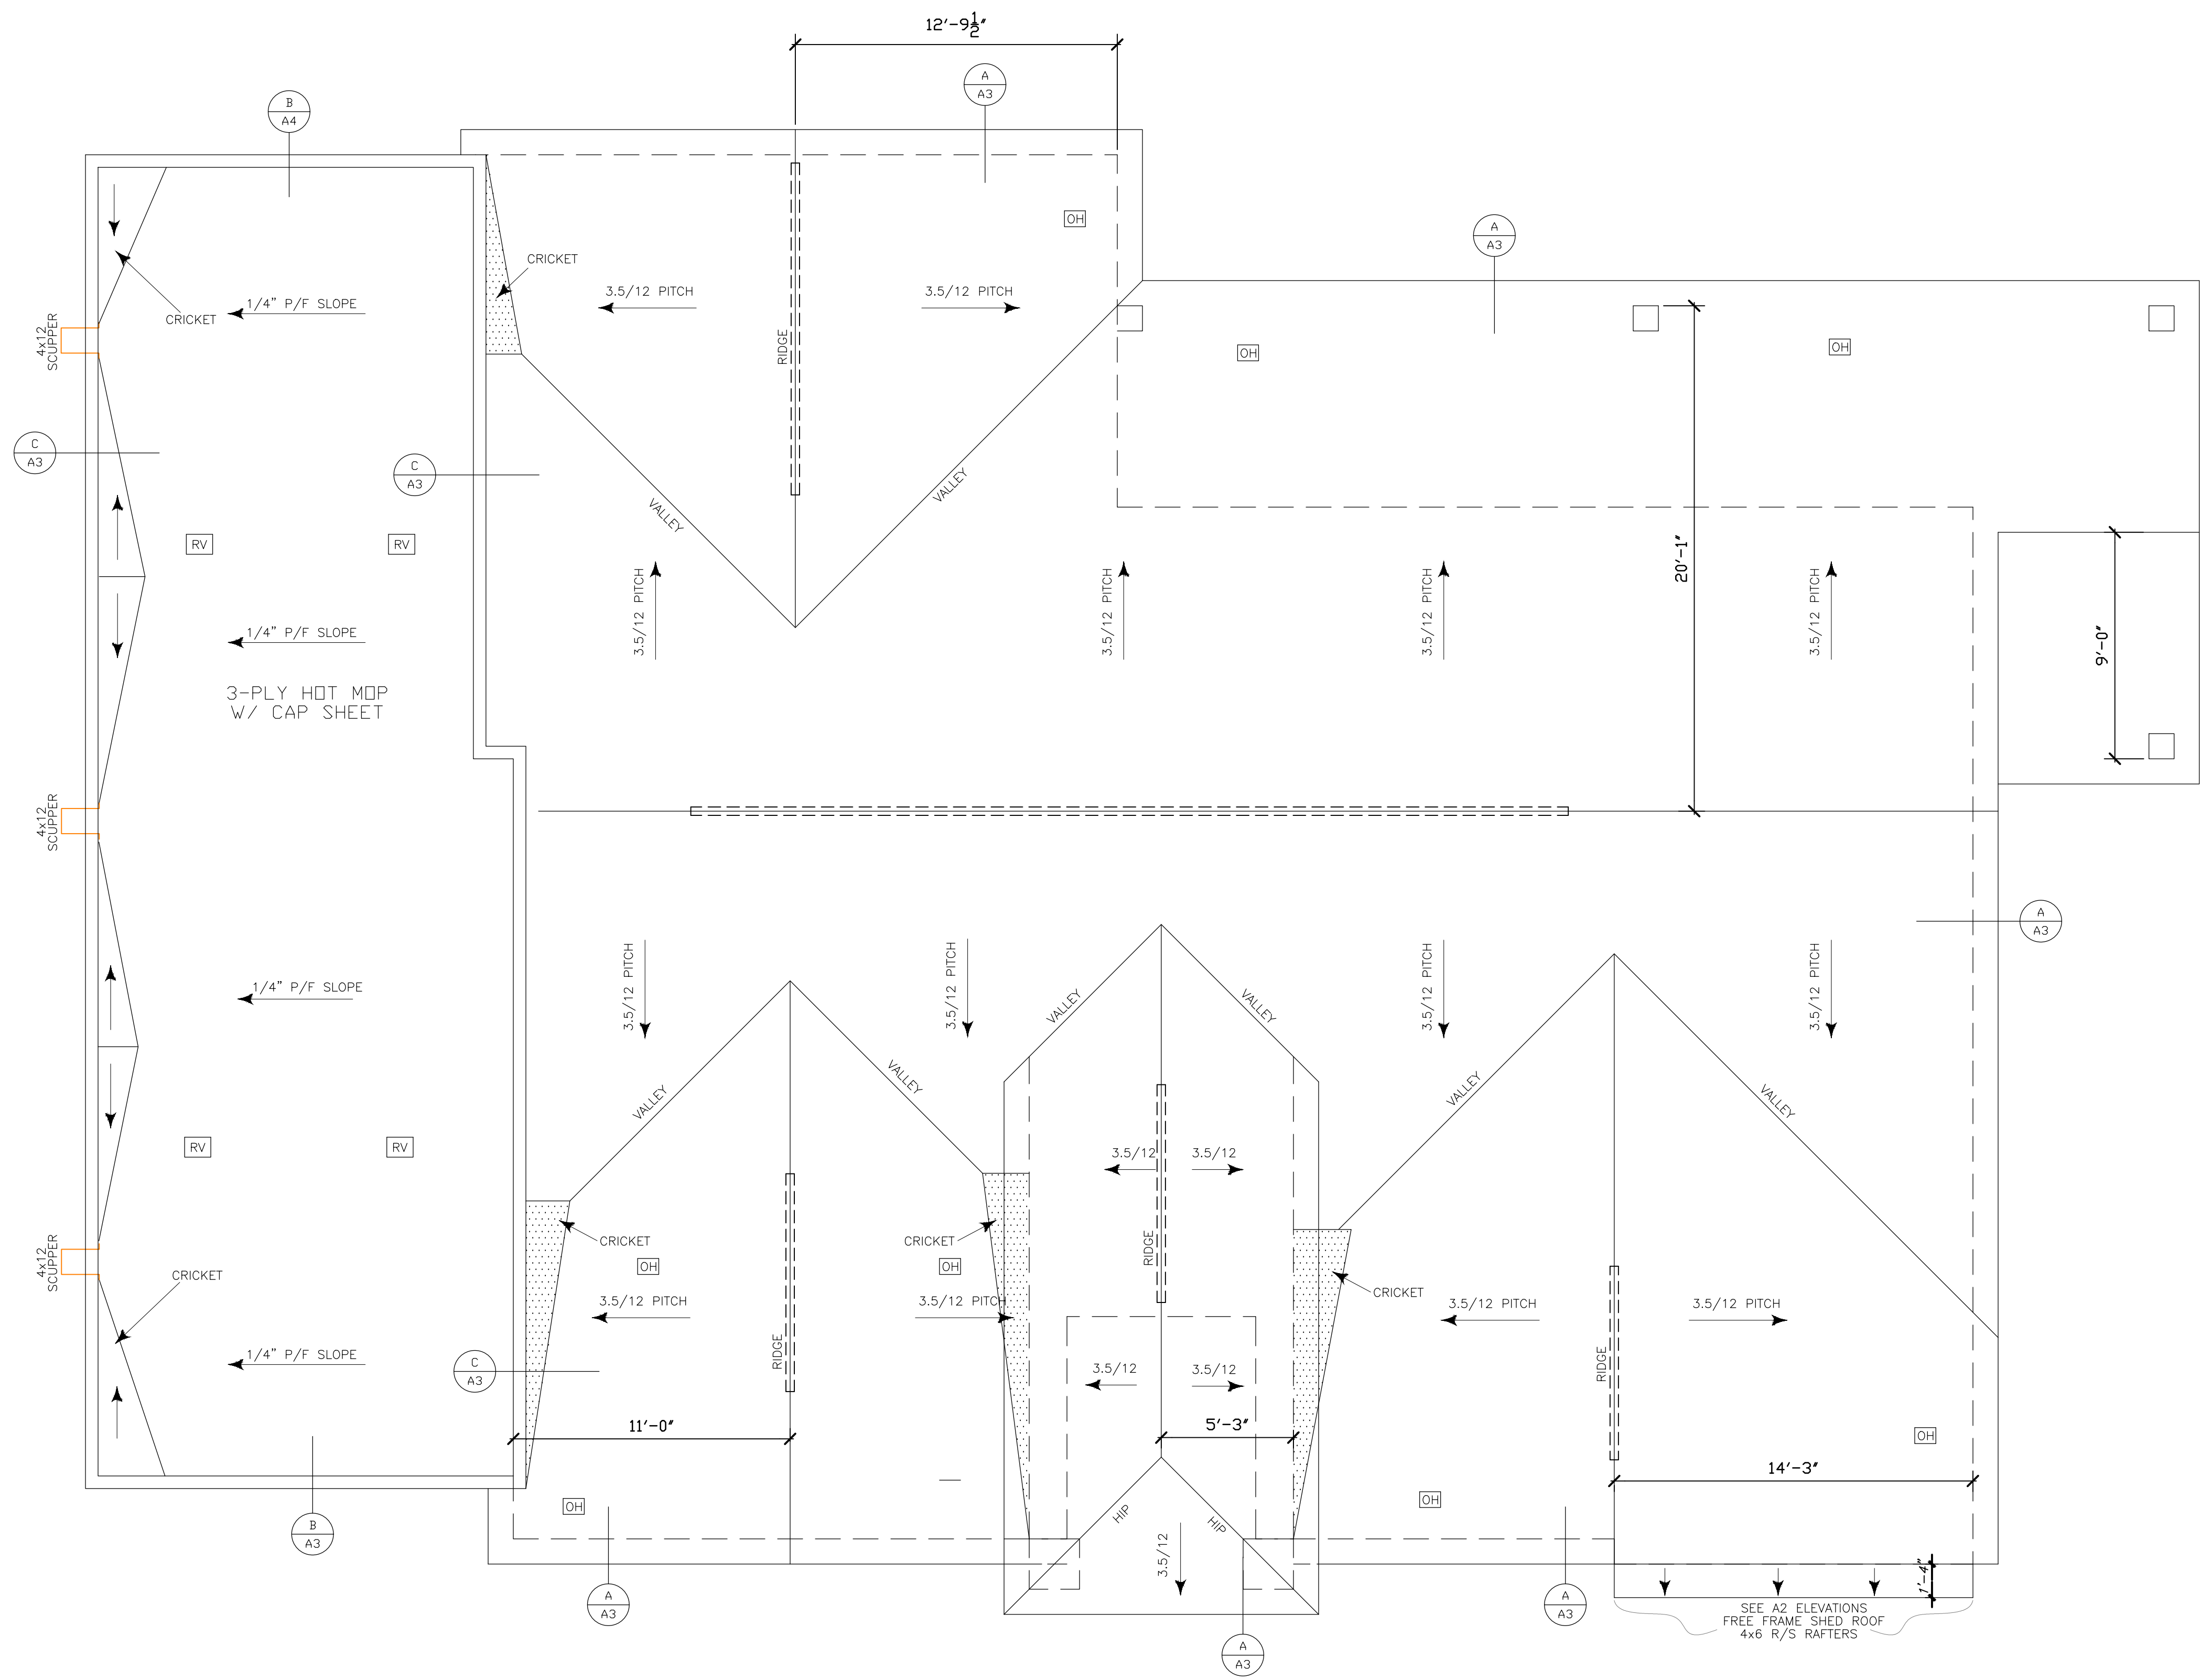 12'-9 1/2"
A
A3
B
A4
A
A3
OH
CRICKET
3.5/12 PITCH
3.5/12 PITCH
1/4" P/F SLOPE
CRICKET
4x12
SCUPPER
RIDGE
OH
OH
C
A3
C
A3
VALLEY
VALLEY
RV
RV
20'-1"
3.5/12 PITCH
3.5/12 PITCH
3.5/12 PITCH
3.5/12 PITCH
9'-0"
1/4" P/F SLOPE
3-PLY HOT MOP
W/ CAP SHEET
4x12
SCUPPER
A
A3
3.5/12 PITCH
3.5/12 PITCH
3.5/12 PITCH
3.5/12 PITCH
1/4" P/F SLOPE
VALLEY
VALLEY
VALLEY
VALLEY
VALLEY
VALLEY
RV
RV
3.5/12
3.5/12
4x12
SCUPPER
CRICKET
CRICKET
CRICKET
RIDGE
OH
OH
CRICKET
CRICKET
3.5/12 PITCH
3.5/12 PITCH
3.5/12 PITCH
3.5/12 PITCH
1/4" P/F SLOPE
RIDGE
RIDGE
3.5/12
3.5/12
C
A3
11'-0"
5'-3"
OH
14'-3"
OH
OH
HIP
HIP
B
A3
3.5/12
1'-4"
A
A3
A
A3
SEE A2 ELEVATIONS
FREE FRAME SHED ROOF
4x6 R/S RAFTERS
A
A3